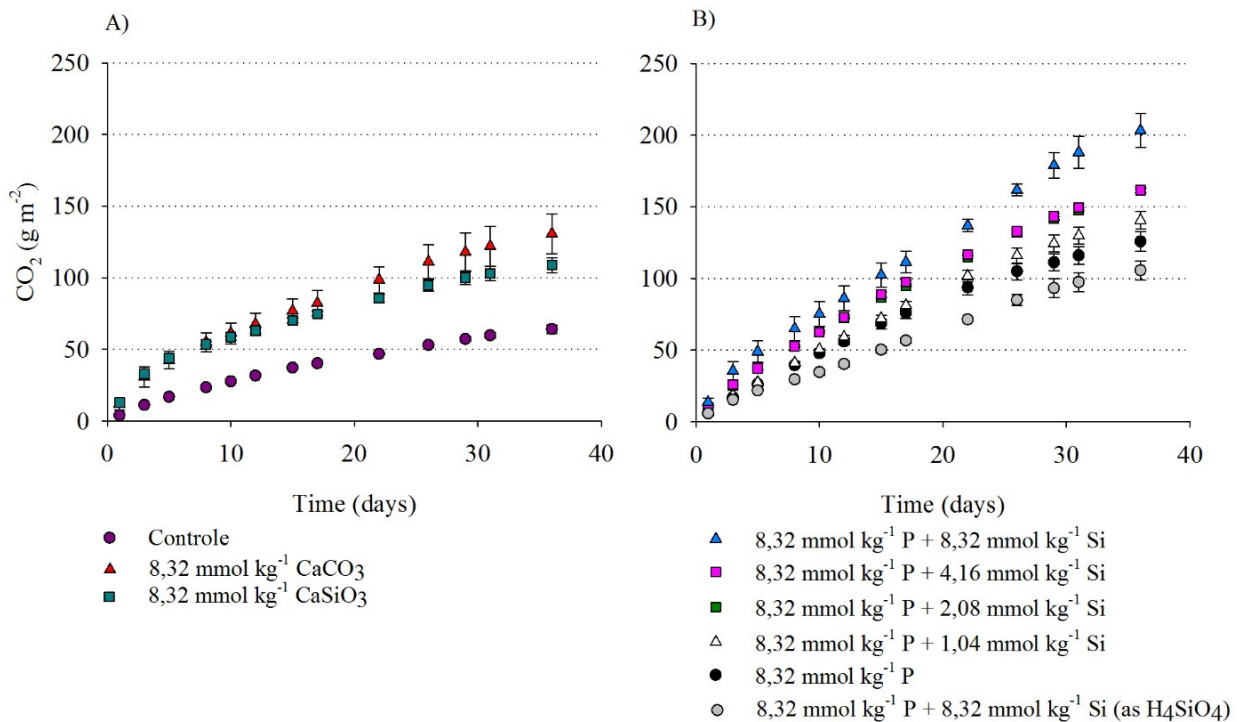 A)
250
200
150
100
50
0
CO₂ (g m⁻²)
0 10 20 30 40
Time (days)
Controle
8,32 mmol kg⁻¹ CaCO₃
8,32 mmol kg⁻¹ CaSiO₃
B)
250
200
150
100
50
0
0 10 20 30 40
Time (days)
8,32 mmol kg⁻¹ P + 8,32 mmol kg⁻¹ Si
8,32 mmol kg⁻¹ P + 4,16 mmol kg⁻¹ Si
8,32 mmol kg⁻¹ P + 2,08 mmol kg⁻¹ Si
8,32 mmol kg⁻¹ P + 1,04 mmol kg⁻¹ Si
8,32 mmol kg⁻¹ P
8,32 mmol kg⁻¹ P + 8,32 mmol kg⁻¹ Si (as H₄SiO₄)